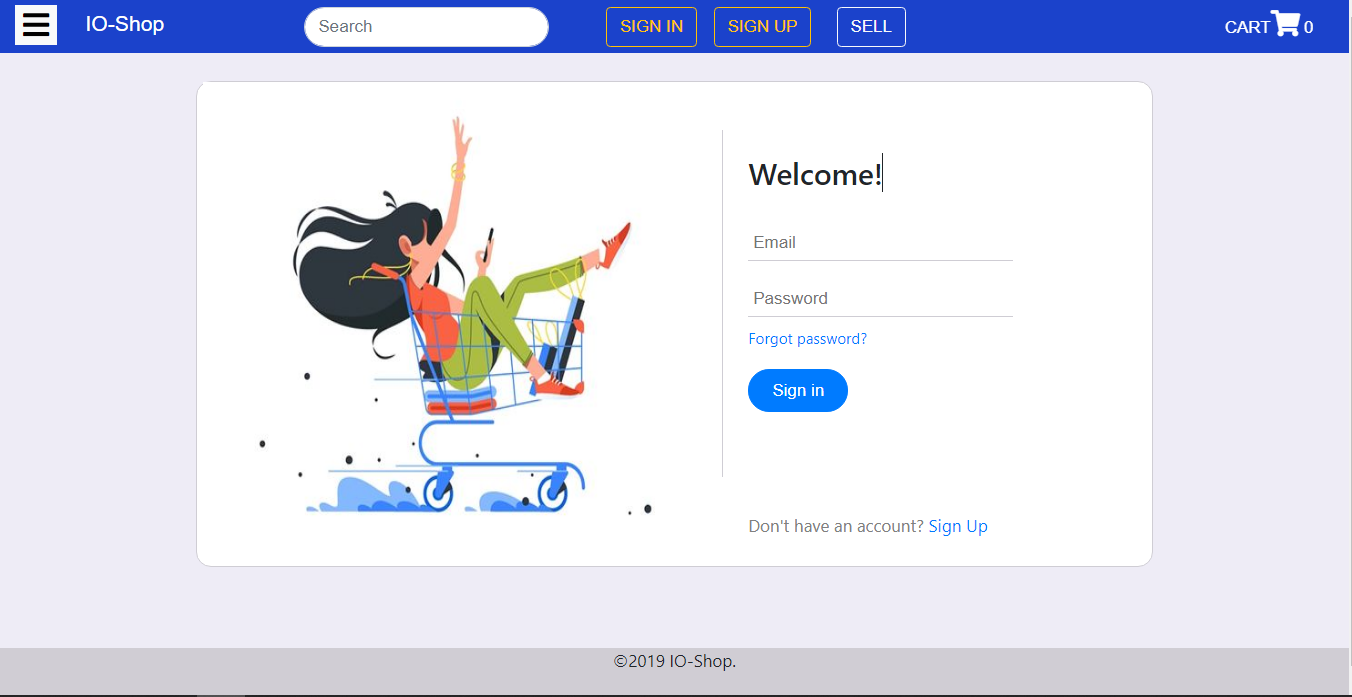 IO-Shop
Search
SIGN IN
SIGN UP
SELL
CART 0
Welcome!
Email
Password
Forgot password?
Sign in
Don't have an account? Sign Up
©2019 IO-Shop.